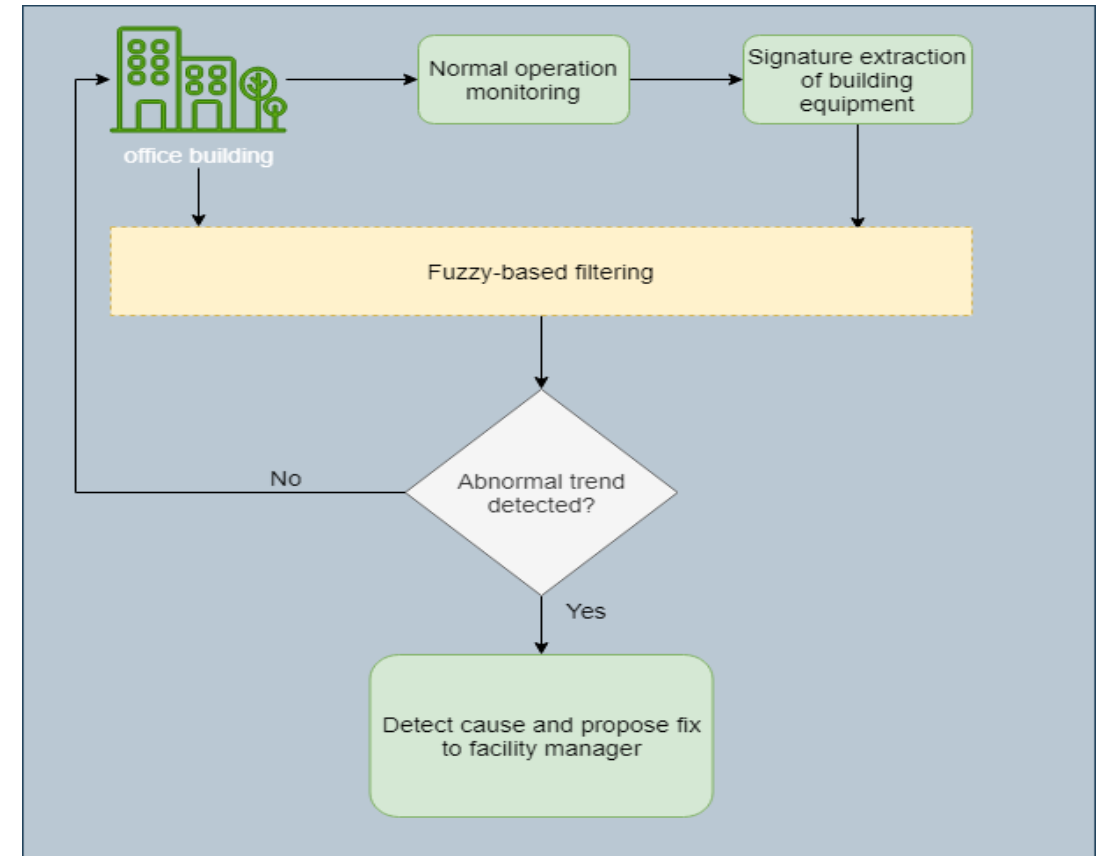 Normal operation
monitoring
Signature extraction
of building
equipment
office building
Fuzzy-based filtering
Abnormal trend
detected?
No
Yes
Detect cause and propose fix
to facility manager